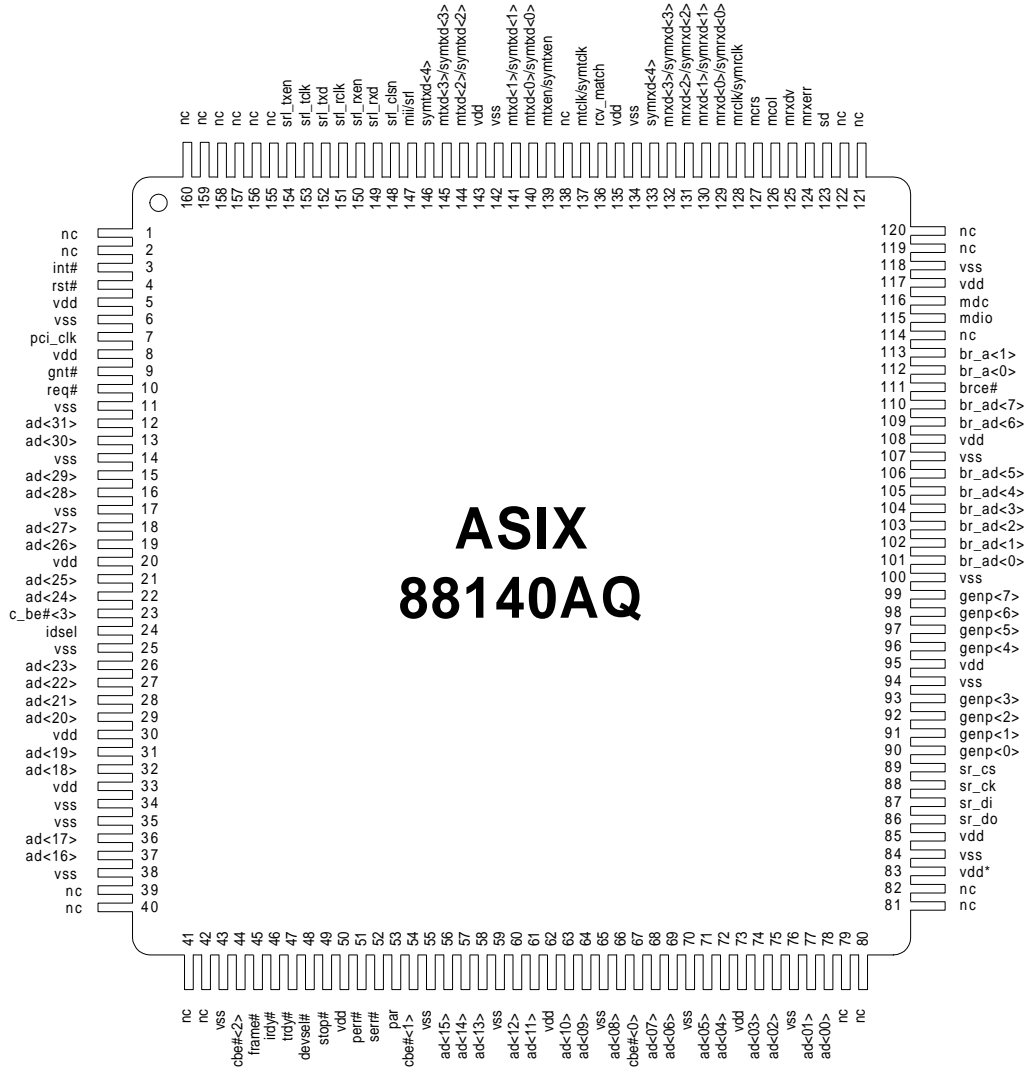 nc 160
nc 159
nc 158
nc 157
nc 156
nc 155
srl_txen 154
srl_tclk 153
srl_txd 152
srl_rclk 151
srl_rxen 150
srl_rxd 149
srl_clsn 148
mii/srl 147
symtxd<4> 146
mtxd<3>/symtxd<3> 145
mtxd<2>/symtxd<2> 144
vdd 143
vss 142
mtxd<1>/symtxd<1> 141
mtxd<0>/symtxd<0> 140
mtxen/symtxen 139
nc 138
mtclk/symtclk 137
rcv_match 136
vdd 135
vss 134
symrxd<4> 133
mrxd<3>/symrxd<3> 132
mrxd<2>/symrxd<2> 131
mrxd<1>/symrxd<1> 130
mrxd<0>/symrxd<0> 129
mrclk/symrclk 128
mcrs 127
mcol 126
mrxdv 125
mrxerr 124
sd 123
nc 122
nc 121
nc 1
nc 2
int# 3
rst# 4
vdd 5
vss 6
pci_clk 7
vdd 8
gnt# 9
req# 10
vss 11
ad<31> 12
ad<30> 13
vss 14
ad<29> 15
ad<28> 16
vss 17
ad<27> 18
ad<26> 19
vdd 20
ad<25> 21
ad<24> 22
c_be#<3> 23
idsel 24
vss 25
ad<23> 26
ad<22> 27
ad<21> 28
ad<20> 29
vdd 30
ad<19> 31
ad<18> 32
vdd 33
vss 34
vss 35
ad<17> 36
ad<16> 37
vss 38
nc 39
nc 40
ASIX
88140AQ
120 nc
119 nc
118 vss
117 vdd
116 mdc
115 mdio
114 nc
113 br_a<1>
112 br_a<0>
111 brce#
110 br_ad<7>
109 br_ad<6>
108 vdd
107 vss
106 br_ad<5>
105 br_ad<4>
104 br_ad<3>
103 br_ad<2>
102 br_ad<1>
101 br_ad<0>
100 vss
99 genp<7>
98 genp<6>
97 genp<5>
96 genp<4>
95 vdd
94 vss
93 genp<3>
92 genp<2>
91 genp<1>
90 genp<0>
89 sr_cs
88 sr_ck
87 sr_di
86 sr_do
85 vdd
84 vss
83 vdd*
82 nc
81 nc
41 nc
42 nc
43 vss
44 cbe#<2>
45 frame#
46 irdy#
47 trdy#
48 devsel#
49 stop#
50 vdd
51 perr#
52 serr#
53 par
54 cbe#<1>
55 vss
56 ad<15>
57 ad<14>
58 ad<13>
59 vss
60 ad<12>
61 ad<11>
62 vdd
63 ad<10>
64 ad<09>
65 vss
66 ad<08>
67 cbe#<0>
68 ad<07>
69 ad<06>
70 vss
71 ad<05>
72 ad<04>
73 vdd
74 ad<03>
75 ad<02>
76 vss
77 ad<01>
78 ad<00>
79 nc
80 nc